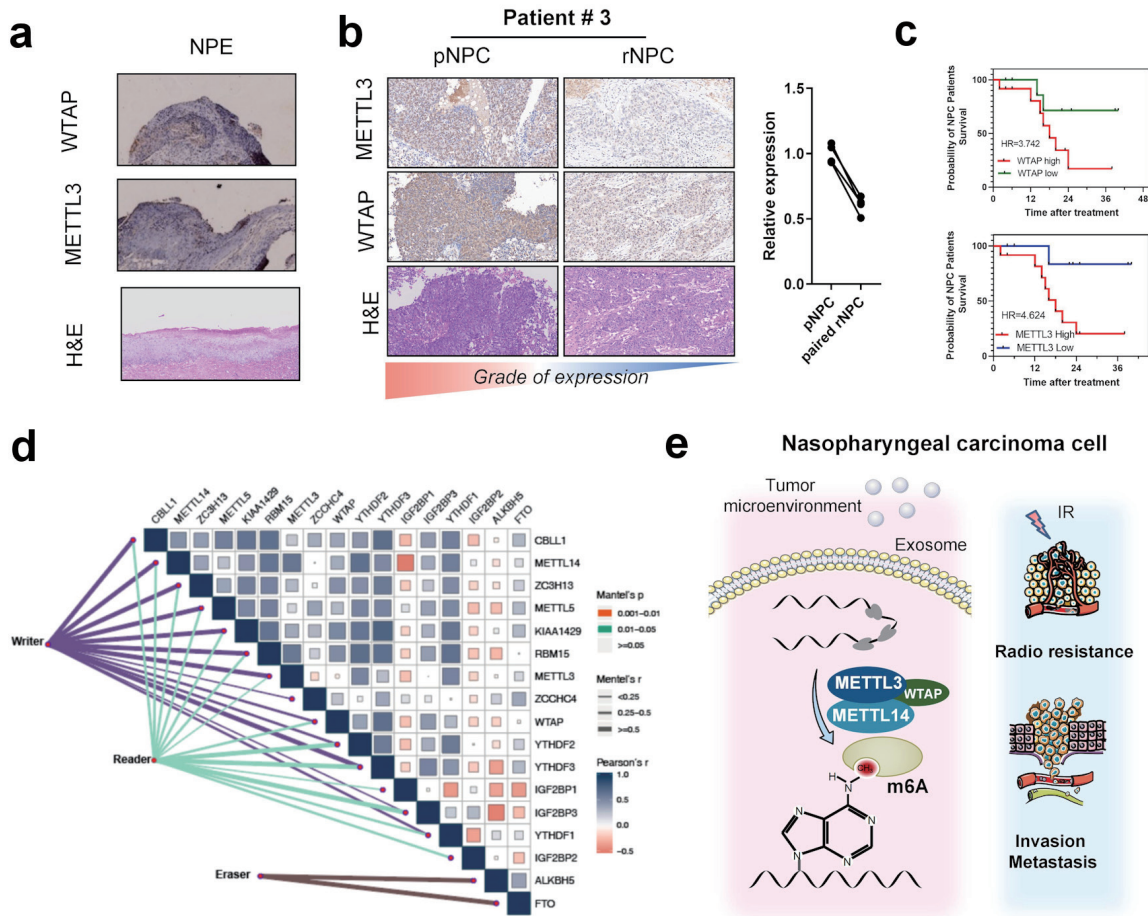 a
NPE
WTAP
METTL3
H&E
b
Patient # 3
pNPC
rNPC
METTL3
WTAP
H&E
Grade of expression
Relative expression
1.5
1.0
0.5
0.0
pNPC
paired rNPC
c
Probability of NPC Patients
Survival
100
50
0
HR=3.742
WTAP high
WTAP low
0 12 24 36 48
Time after treatment
Probability of NPC Patients
Survival
100
50
0
HR=4.624
METTL3 High
METTL3 Low
0 12 24 36
Time after treatment
d
CBLL1
METTL14
ZC3H13
METTL5
KIAA1429
RBM15
METTL3
ZCCHC4
WTAP
YTHDF2
YTHDF3
IGF2BP1
IGF2BP3
YTHDF1
IGF2BP2
ALKBH5
FTO
CBLL1
METTL14
ZC3H13
METTL5
KIAA1429
RBM15
METTL3
ZCCHC4
WTAP
YTHDF2
YTHDF3
IGF2BP1
IGF2BP3
YTHDF1
IGF2BP2
ALKBH5
FTO
Writer
Reader
Eraser
Mantel's p
0.001-0.01
0.01-0.05
>=0.05
Mentel's r
<0.25
0.25-0.5
>=0.5
Pearson's r
1.0
0.5
0.0
-0.5
e
Nasopharyngeal carcinoma cell
Tumor
microenvironment
Exosome
METTL3
WTAP
METTL14
CH₃
m6A
H
N
N
N
N
N
IR
Radio resistance
Invasion
Metastasis